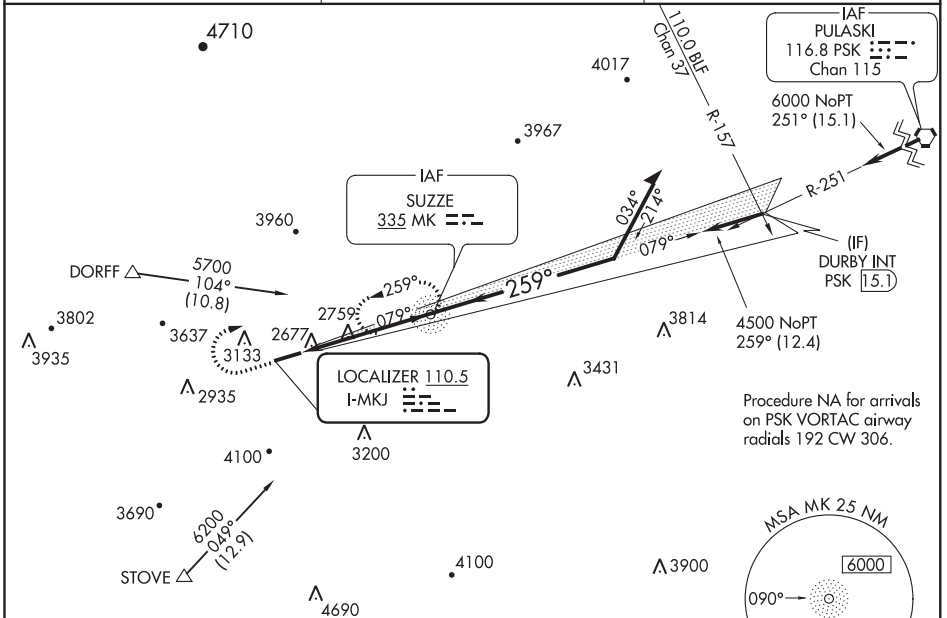 4710
4017
3967
110.0 BLF
Chan 37
R-157
IAF
PULASKI
116.8 PSK
Chan 115
6000 NoPT
251° (15.1)
R-251
IAF
SUZZE
335 MK
034°
214°
3960
079°
(IF)
DURBY INT
PSK 15.1
DORFF
5700
104°
(10.8)
259°
259°
079°
4500 NoPT
259° (12.4)
3802
3935
3637
3133
2677
2759
3814
2935
LOCALIZER 110.5
I-MKJ
3431
Procedure NA for arrivals
on PSK VORTAC airway
radials 192 CW 306.
3200
4100
3690
6200
049°
(12.9)
STOVE
4690
4100
3900
MSA MK 25 NM
6000
090°